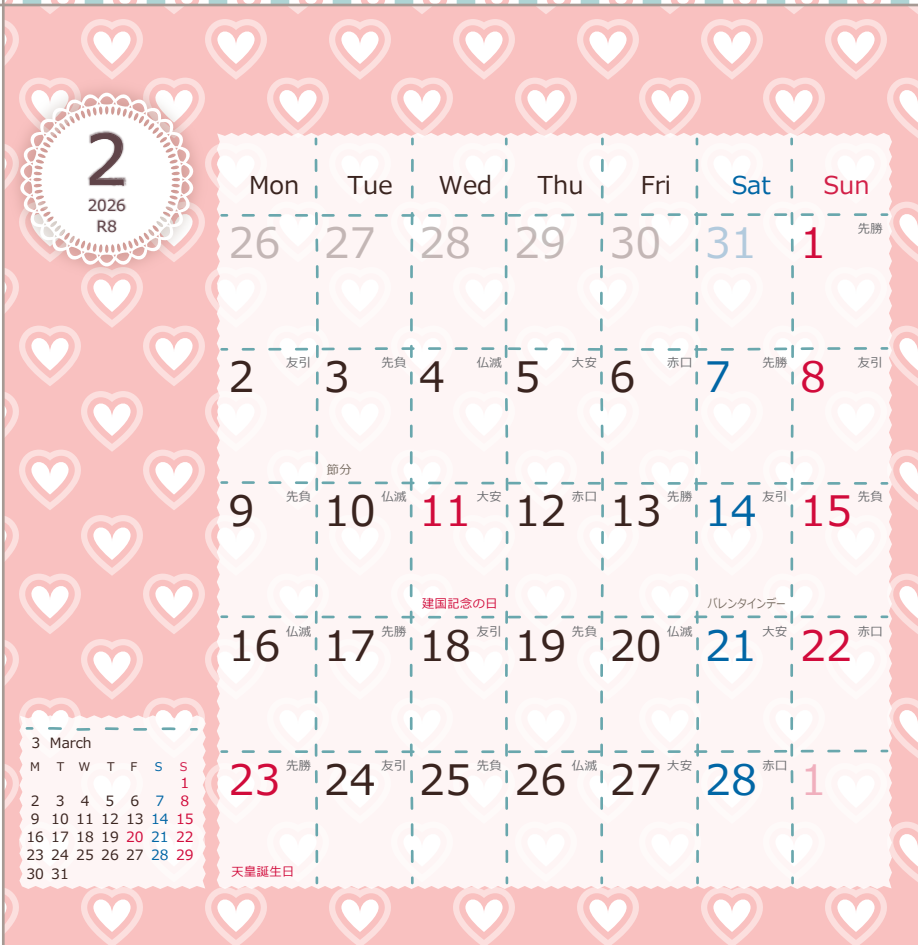 2
2026
R8
Mon Tue Wed Thu Fri Sat Sun
26 27 28 29 30 31 1 先勝
2 友引 3 先負 4 仏滅 5 大安 6 赤口 7 先勝 8 友引
節分
9 先負 10 仏滅 11 大安 12 赤口 13 先勝 14 友引 15 先負
建国記念の日 バレンタインデー
16 仏滅 17 先勝 18 友引 19 先負 20 仏滅 21 大安 22 赤口
23 先勝 24 友引 25 先負 26 仏滅 27 大安 28 赤口 1
天皇誕生日
3 March
M T W T F S S
1
2 3 4 5 6 7 8
9 10 11 12 13 14 15
16 17 18 19 20 21 22
23 24 25 26 27 28 29
30 31